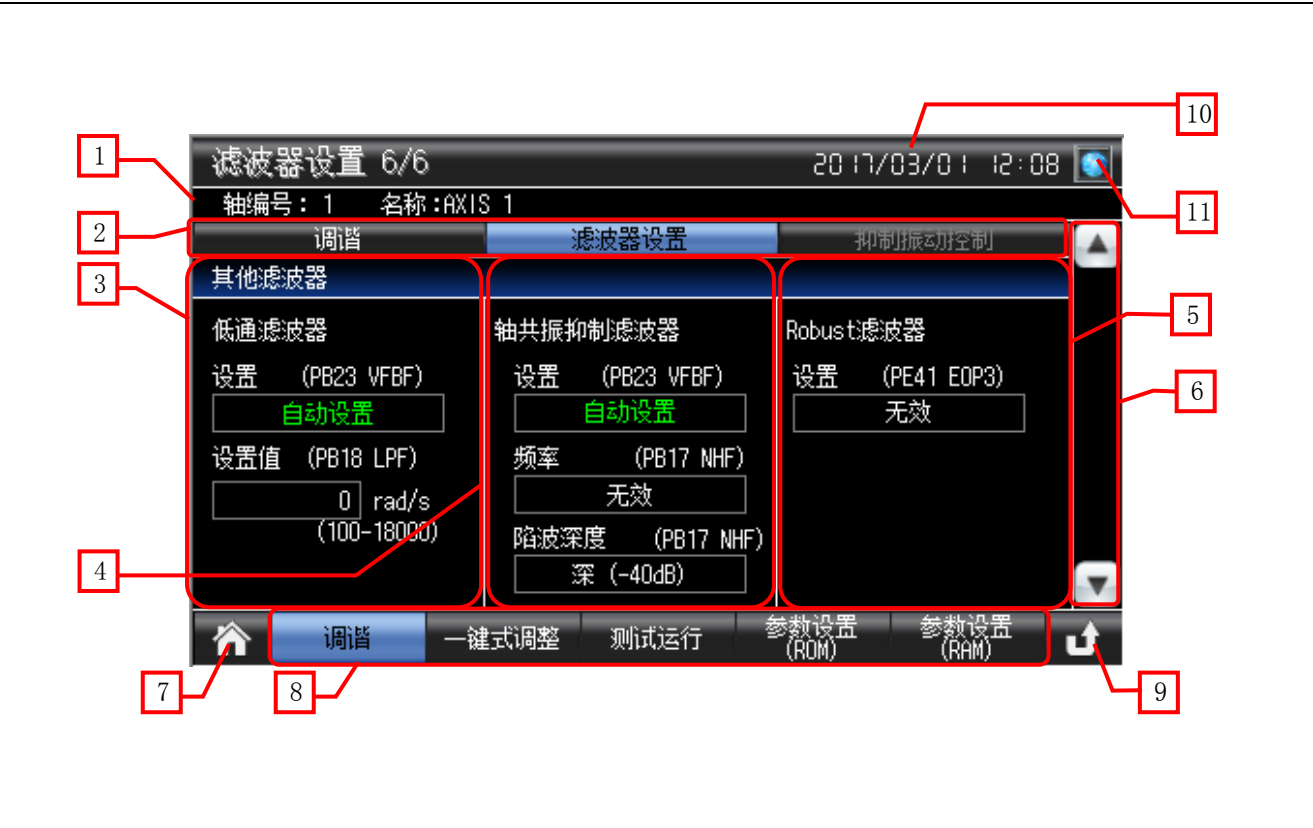 10
1
滤波器设置 6/6
2017/03/01 12:08
轴编号: 1 名称:AXIS 1
11
2
调谐
滤波器设置
抑制振动控制
3
其他滤波器
低通滤波器
轴共振抑制滤波器
Robust滤波器
5
设置 (PB23 VFBF)
设置 (PB23 VFBF)
设置 (PE41 EOP3)
6
自动设置
自动设置
无效
设置值 (PB18 LPF)
频率 (PB17 NHF)
0 rad/s
无效
(100-18000)
陷波深度 (PB17 NHF)
4
深 (-40dB)
调谐
一键式调整
测试运行
参数设置
(ROM)
参数设置
(RAM)
7
8
9